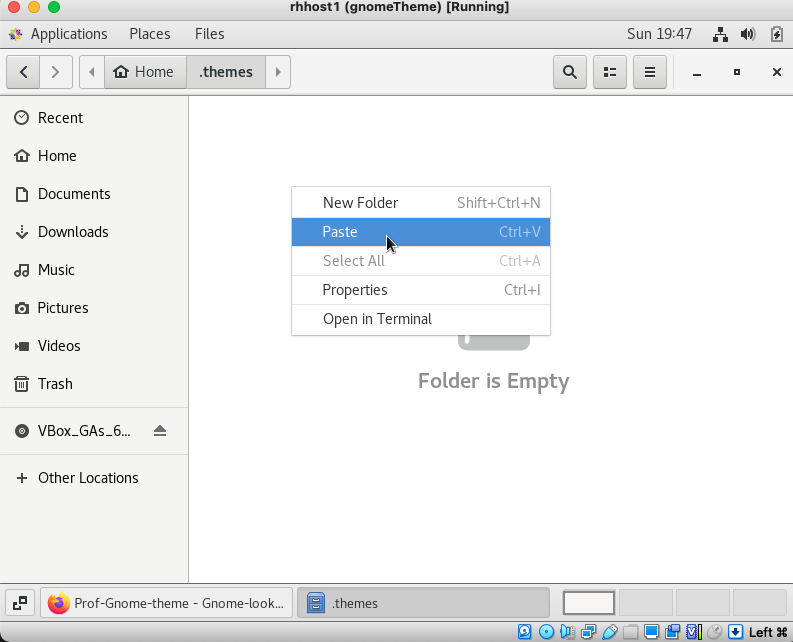 rhhost1 (gnomeTheme) [Running]
Applications Places Files Sun 19:47
Home .themes
Recent
Home
Documents
Downloads
Music
Pictures
Videos
Trash
VBox_GAs_6...
Other Locations
New Folder Shift+Ctrl+N
Paste Ctrl+V
Select All Ctrl+A
Properties Ctrl+I
Open in Terminal
Folder is Empty
Prof-Gnome-theme - Gnome-look... .themes
Left ⌘